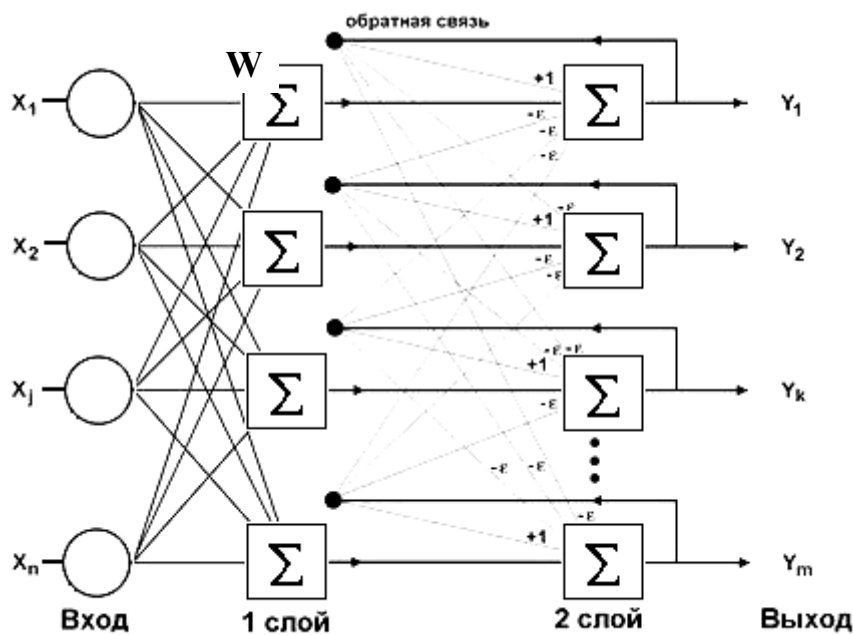 обратная связь
W
X1 Σ +1 Σ Y1
-ε
-ε
-ε
X2 Σ +1 -ε Σ Y2
-ε
-ε
-ε -ε
Xj Σ +1 Σ Yk
-ε
-ε -ε
-ε
Xn Σ +1 Σ Ym
Вход 1 слой 2 слой Выход